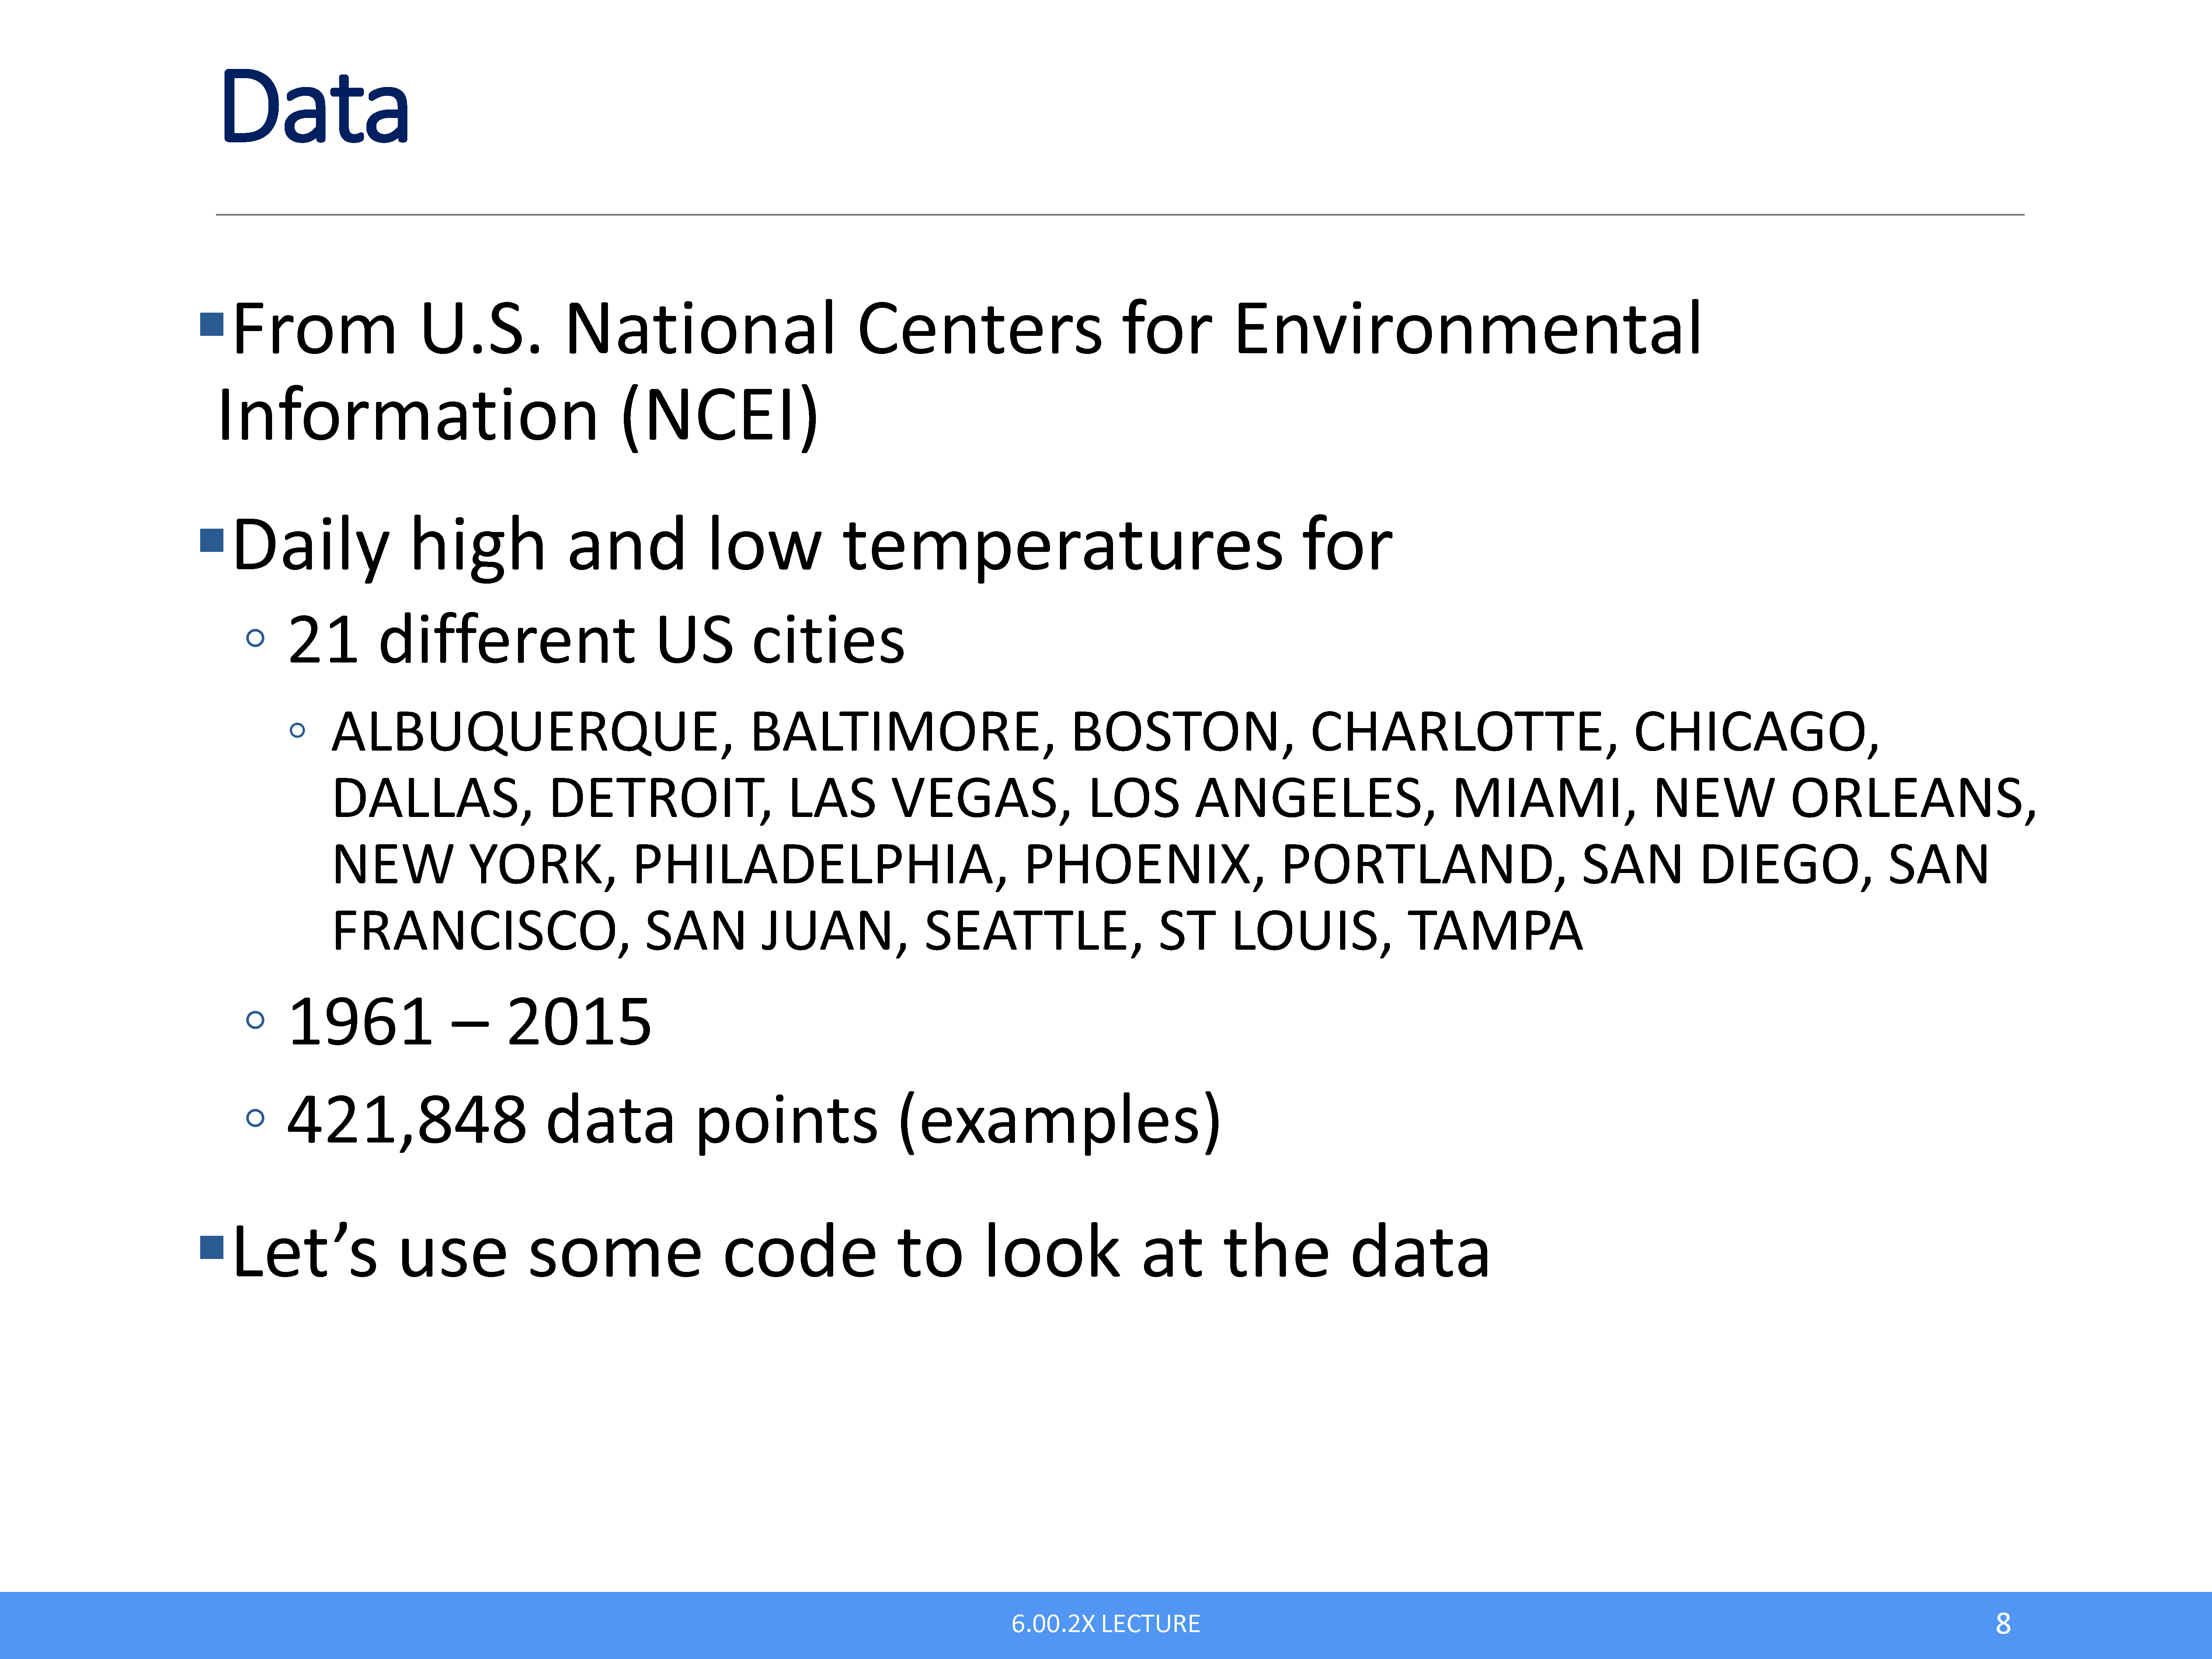 Data
▪From U.S. National Centers for Environmental
Information (NCEI)
▪Daily high and low temperatures for
◦ 21 different US cities
◦ ALBUQUERQUE, BALTIMORE, BOSTON, CHARLOTTE, CHICAGO,
DALLAS, DETROIT, LAS VEGAS, LOS ANGELES, MIAMI, NEW ORLEANS,
NEW YORK, PHILADELPHIA, PHOENIX, PORTLAND, SAN DIEGO, SAN
FRANCISCO, SAN JUAN, SEATTLE, ST LOUIS, TAMPA
◦ 1961 – 2015
◦ 421,848 data points (examples)
▪Let’s use some code to look at the data
6.00.2X LECTURE
8